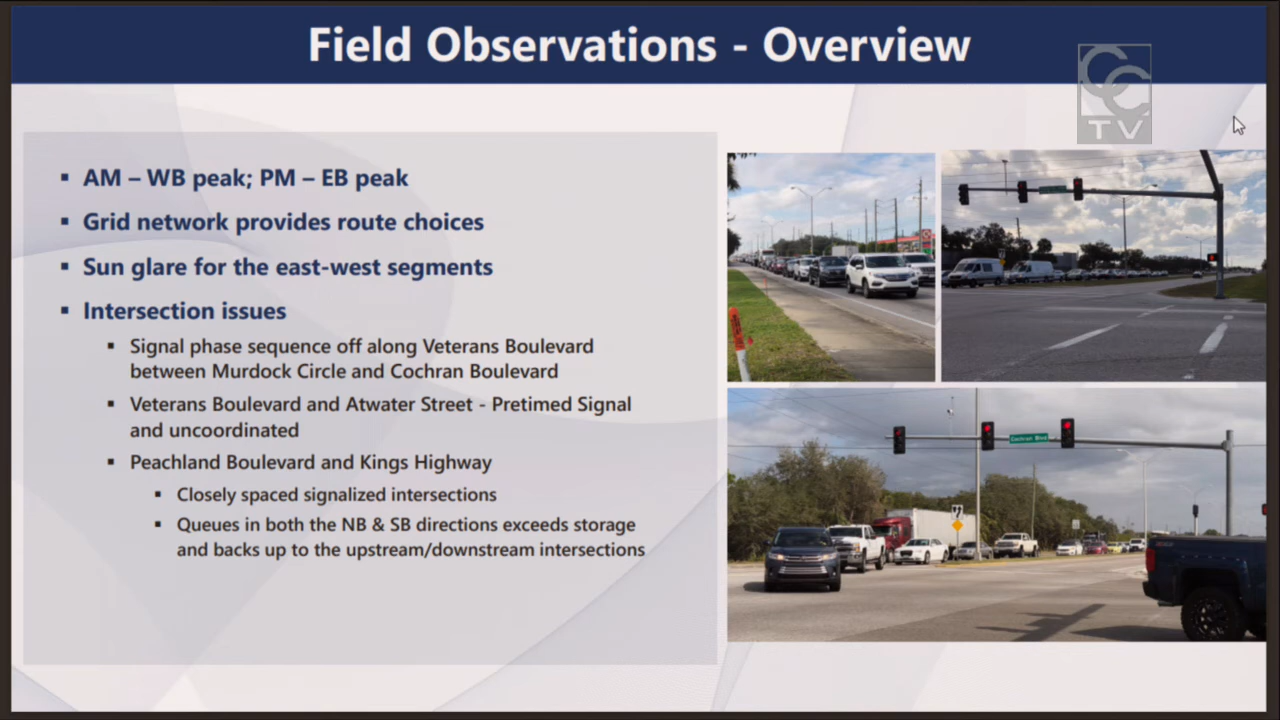 Field Observations - Overview
CC
TV
▪ AM – WB peak; PM – EB peak
▪ Grid network provides route choices
▪ Sun glare for the east-west segments
▪ Intersection issues
▪ Signal phase sequence off along Veterans Boulevard
between Murdock Circle and Cochran Boulevard
▪ Veterans Boulevard and Atwater Street - Pretimed Signal
and uncoordinated
▪ Peachland Boulevard and Kings Highway
▪ Closely spaced signalized intersections
▪ Queues in both the NB & SB directions exceeds storage
and backs up to the upstream/downstream intersections
Cochran Blvd